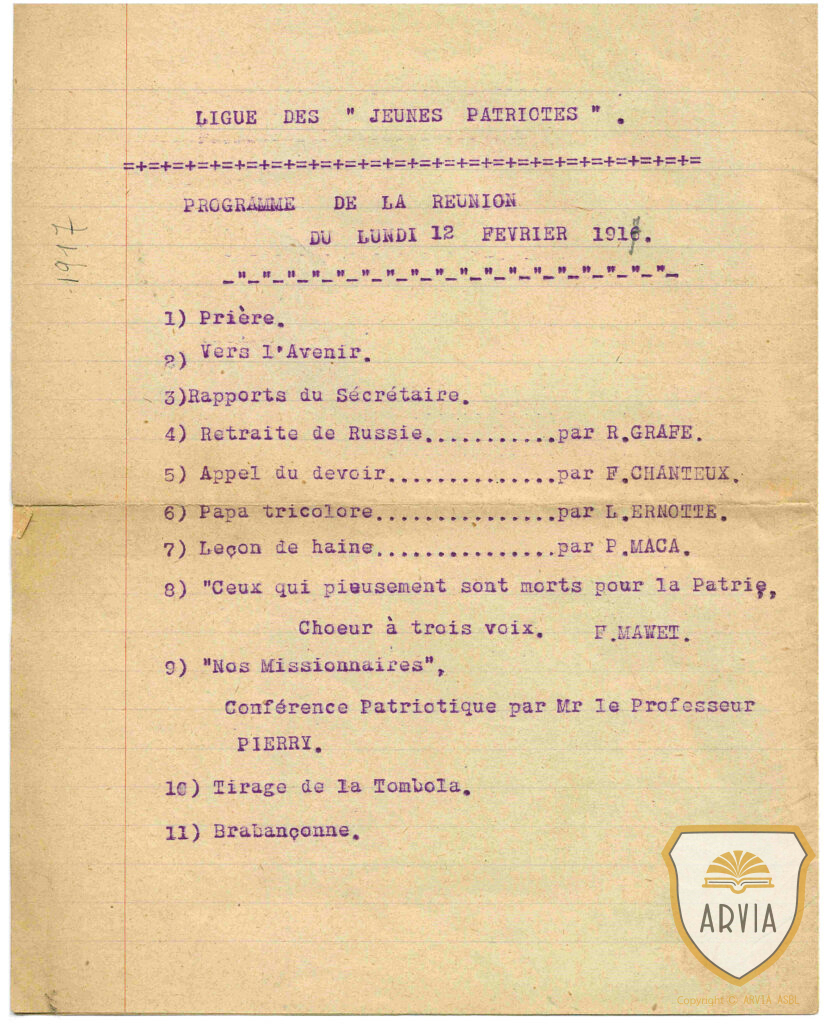 LIGUE DES " JEUNES PATRIOTES " .
=+=+=+=+=+=+=+=+=+=+=+=+=+=+=+=+=+=+=+=+=+=+=+=
PROGRAMME DE LA REUNION
DU LUNDI 12 FEVRIER 1917.
1917
_"_"_"_"_"_"_"_"_"_"_"_"_"_"_"_"_"_"_
1) Prière.
2) Vers l'Avenir.
3)Rapports du Sécrétaire.
4) Retraite de Russie...........par R.GRAFE.
5) Appel du devoir..............par F.CHANTEUX.
6) Papa tricolore...............par L.ERNOTTE.
7) Leçon de haine...............par P.MACA.
8) "Ceux qui pieusement sont morts pour la Patrie,
Choeur à trois voix. F.MAWET.
9) "Nos Missionnaires",
Conférence Patriotique par Mr le Professeur
PIERRY.
10) Tirage de la Tombola.
11) Brabançonne.
ARVIA
Copyright © ARVIA ASBL